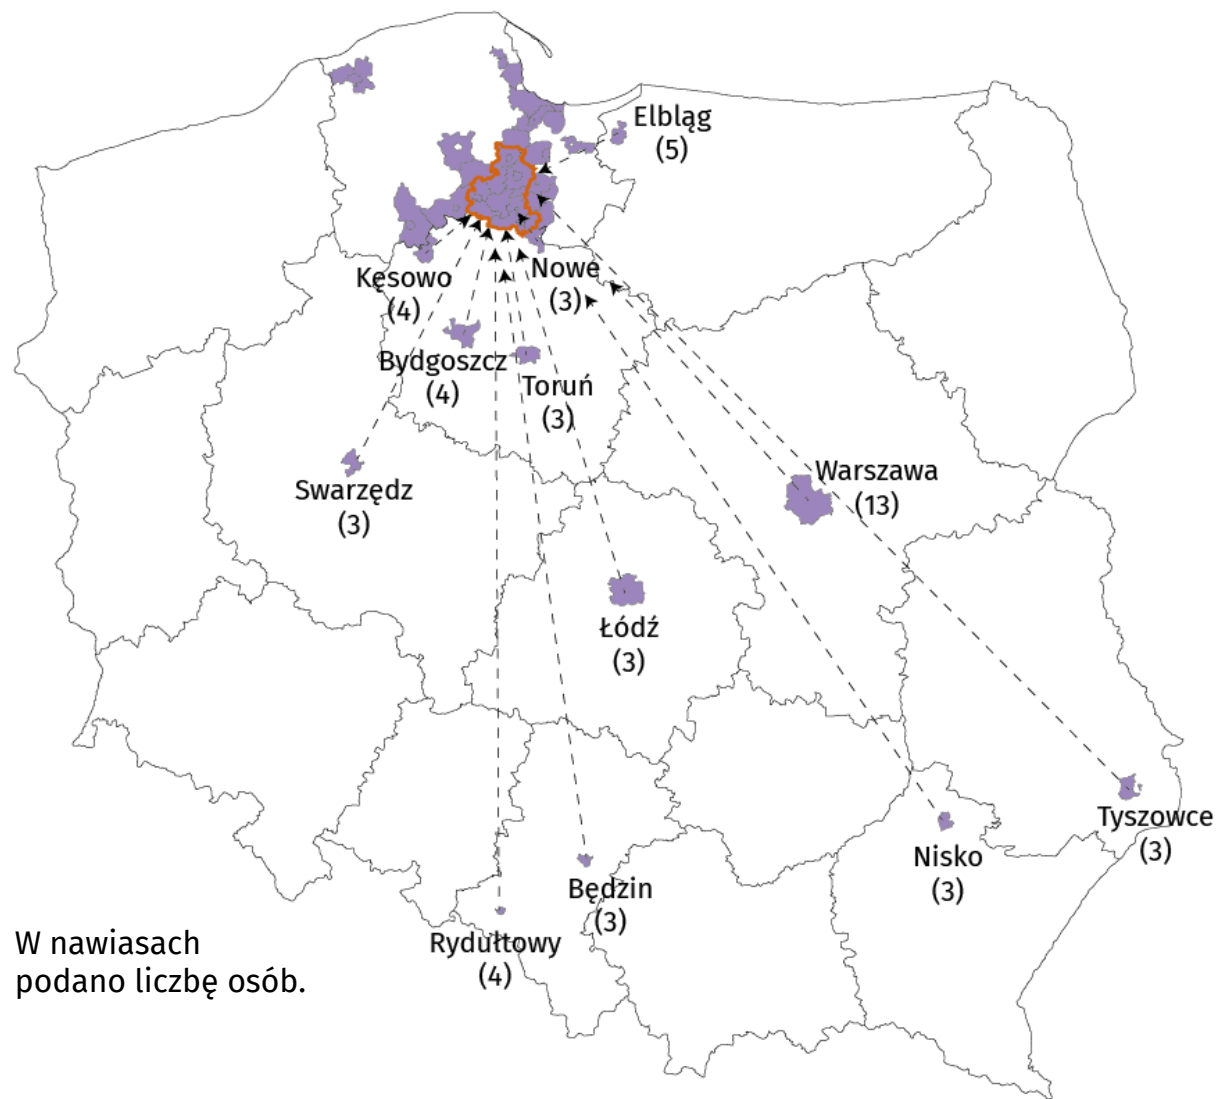 Elbląg
(5)
Kęsowo
(4)
Nowe
(3)
Bydgoszcz
(4)
Toruń
(3)
Swarzędz
(3)
Warszawa
(13)
Łódź
(3)
Tyszowce
(3)
Nisko
(3)
Będzin
(3)
Rydułtowy
(4)
W nawiasach
podano liczbę osób.